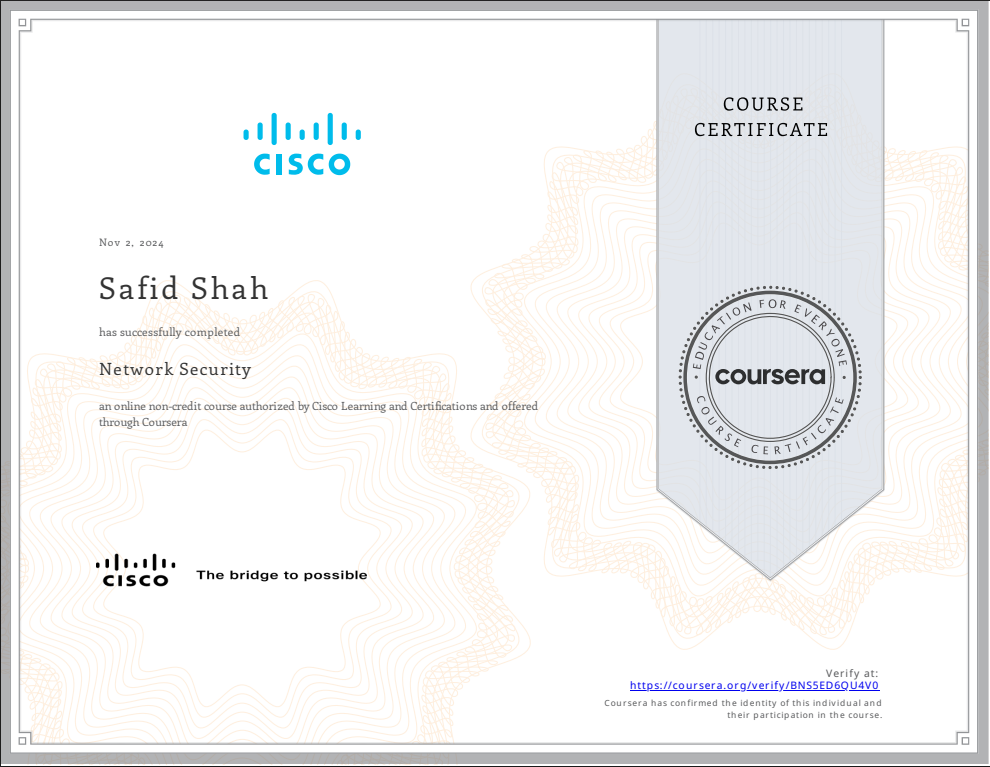 COURSE
CERTIFICATE
CISCO
Nov 2, 2024
Safid Shah
has successfully completed
Network Security
an online non-credit course authorized by Cisco Learning and Certifications and offered
through Coursera
EDUCATION FOR EVERYONE
coursera
COURSE CERTIFICATE
CISCO
The bridge to possible
Verify at:
https://coursera.org/verify/BNS5ED6QU4V0
Coursera has confirmed the identity of this individual and
their participation in the course.